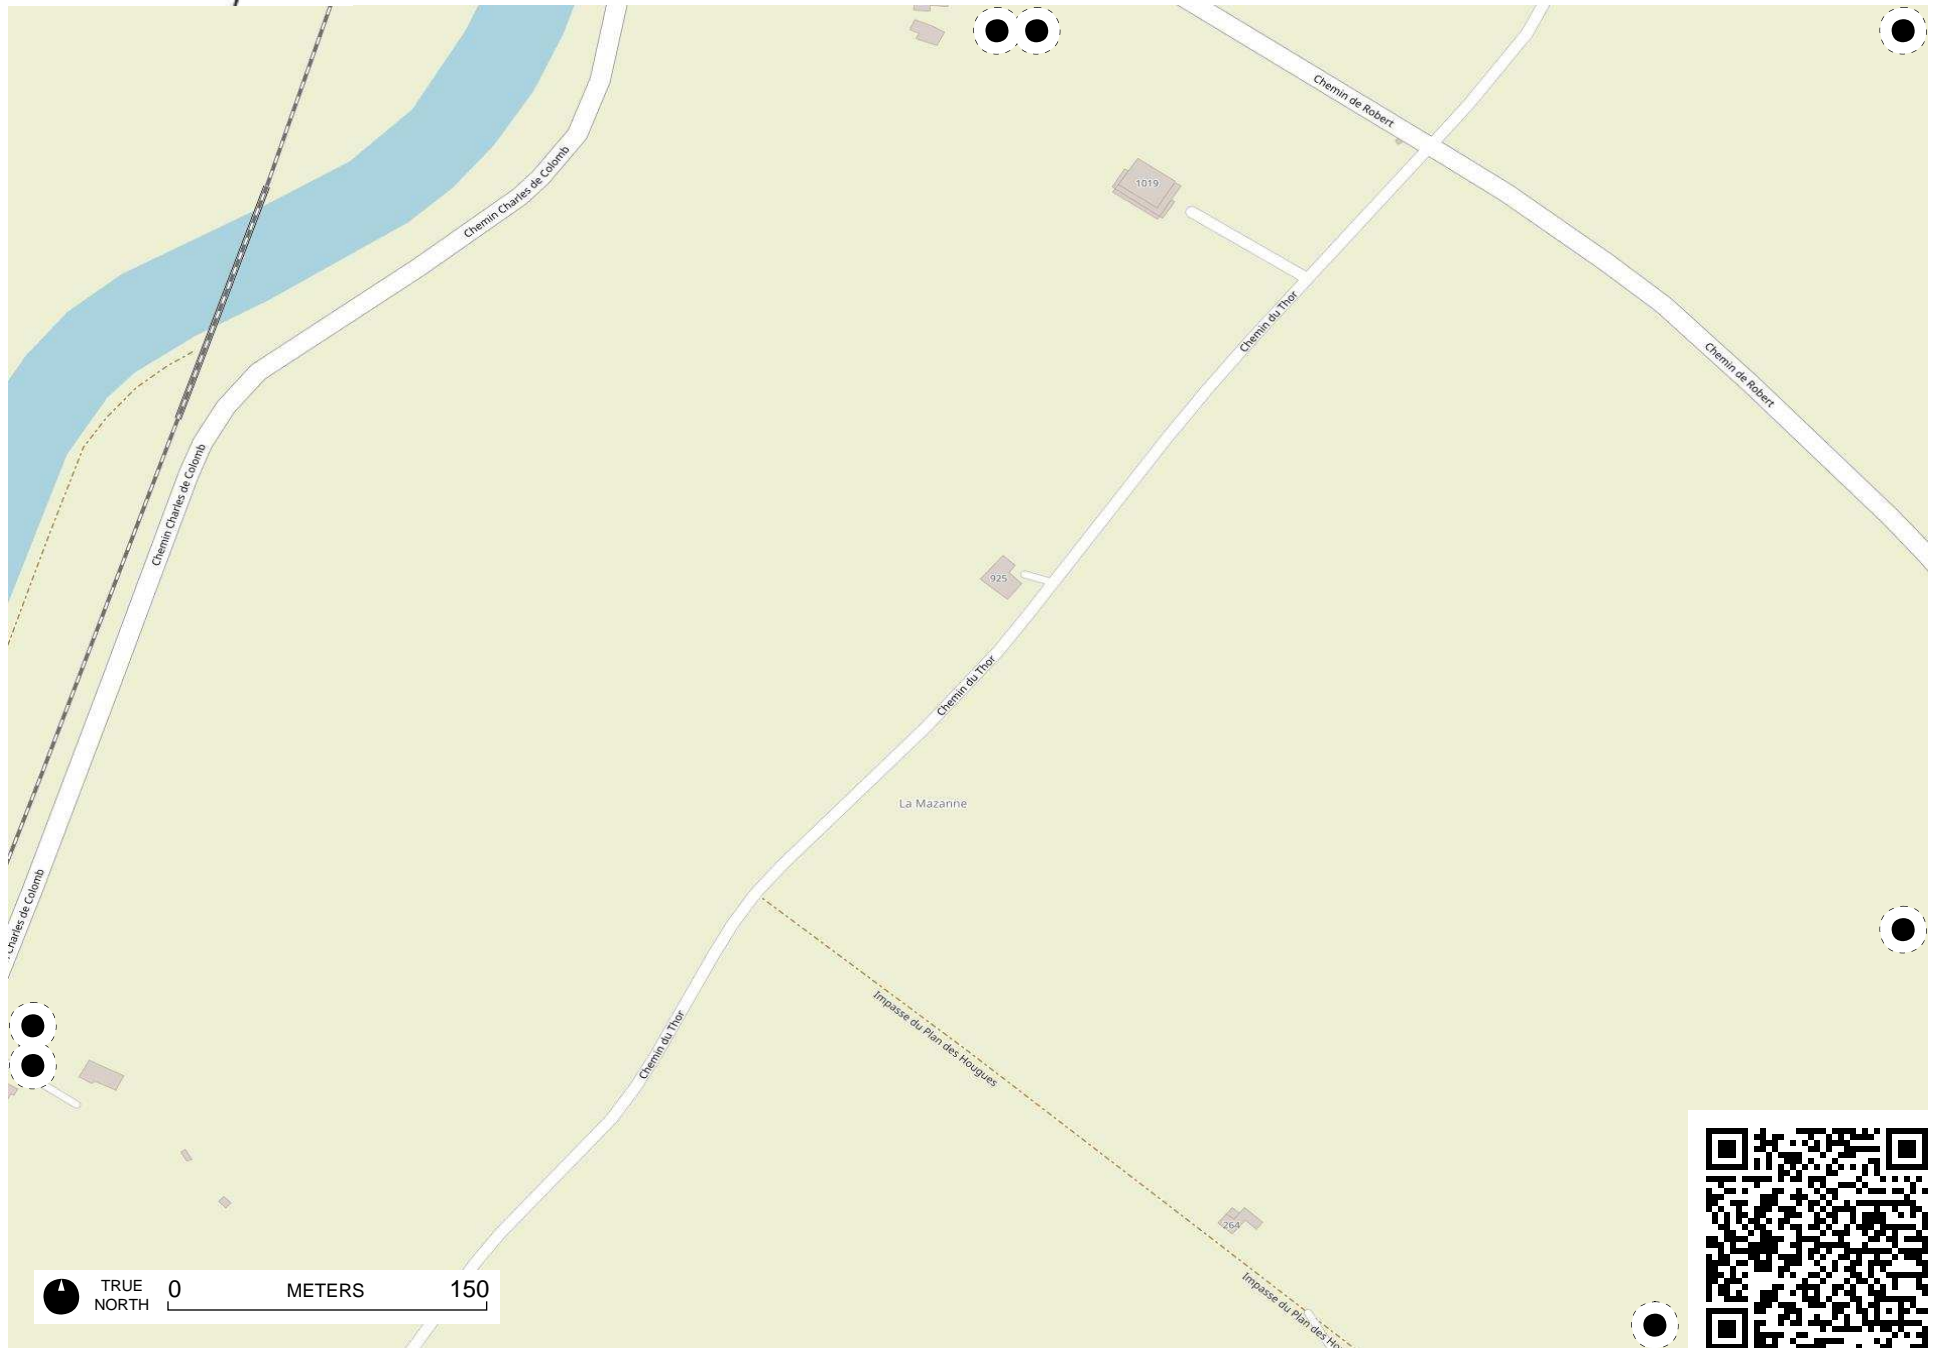 Chemin de Robert
Chemin Charles de Colomb
1019
Chemin du Thor
Chemin de Robert
Chemin Charles de Colomb
925
Chemin du Thor
La Mazanne
Charles de Colomb
Impasse du Plan des Hougues
Chemin du Thor
264
Impasse du Plan des Ho
TRUE
NORTH
0 METERS 150